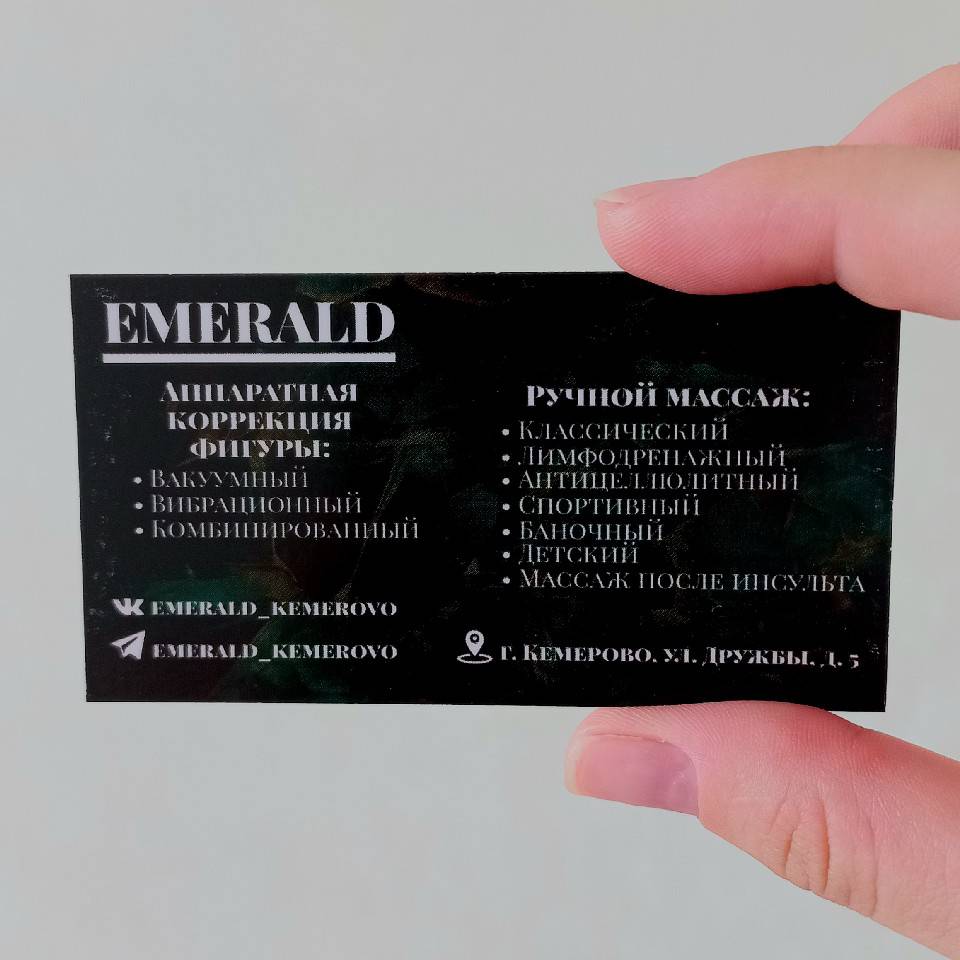 EMERALD
Аппаратная
коррекция
фигуры:
• Вакуумный
• Вибрационный
• Комбинированный
emerald_kemerovo
emerald_kemerovo
Ручной массаж:
• Классический
• Лимфодренажный
• Антицеллюлитный
• Спортивный
• Баночный
• Детский
• Массаж после инсульта
г. Кемерово, ул. Дружбы, д. 5